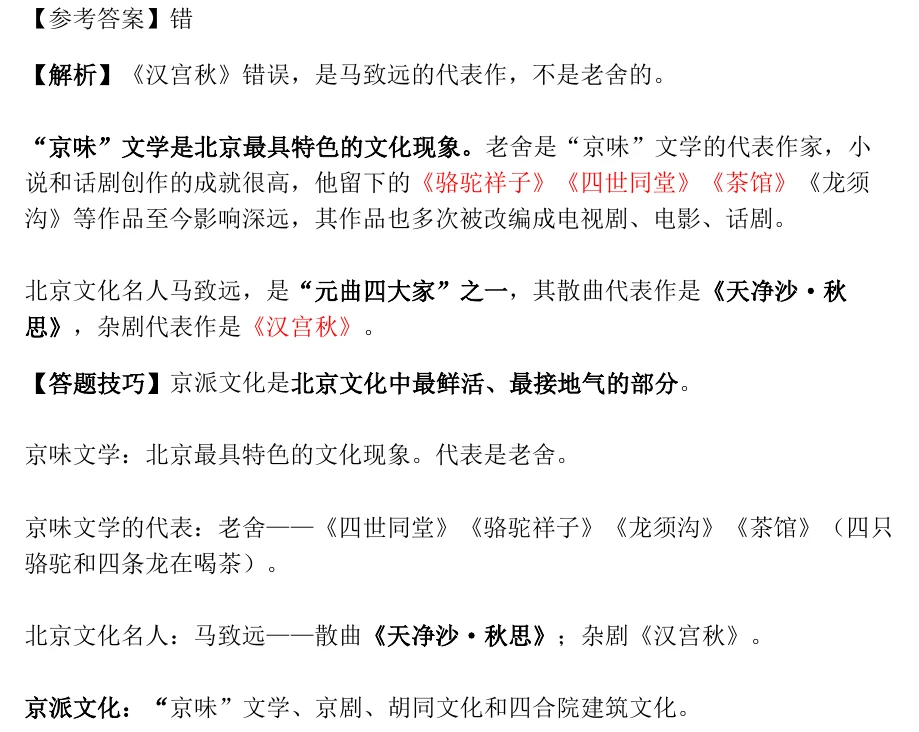 【参考答案】错
【解析】《汉宫秋》错误，是马致远的代表作，不是老舍的。
“京味”文学是北京最具特色的文化现象。老舍是“京味”文学的代表作家，小
说和话剧创作的成就很高，他留下的《骆驼祥子》《四世同堂》《茶馆》《龙须
沟》等作品至今影响深远，其作品也多次被改编成电视剧、电影、话剧。
北京文化名人马致远，是“元曲四大家”之一，其散曲代表作是《天净沙·秋
思》，杂剧代表作是《汉宫秋》。
【答题技巧】京派文化是北京文化中最鲜活、最接地气的部分。
京味文学：北京最具特色的文化现象。代表是老舍。
京味文学的代表：老舍——《四世同堂》《骆驼祥子》《龙须沟》《茶馆》（四只
骆驼和四条龙在喝茶）。
北京文化名人：马致远——散曲《天净沙·秋思》；杂剧《汉宫秋》。
京派文化：“京味”文学、京剧、胡同文化和四合院建筑文化。